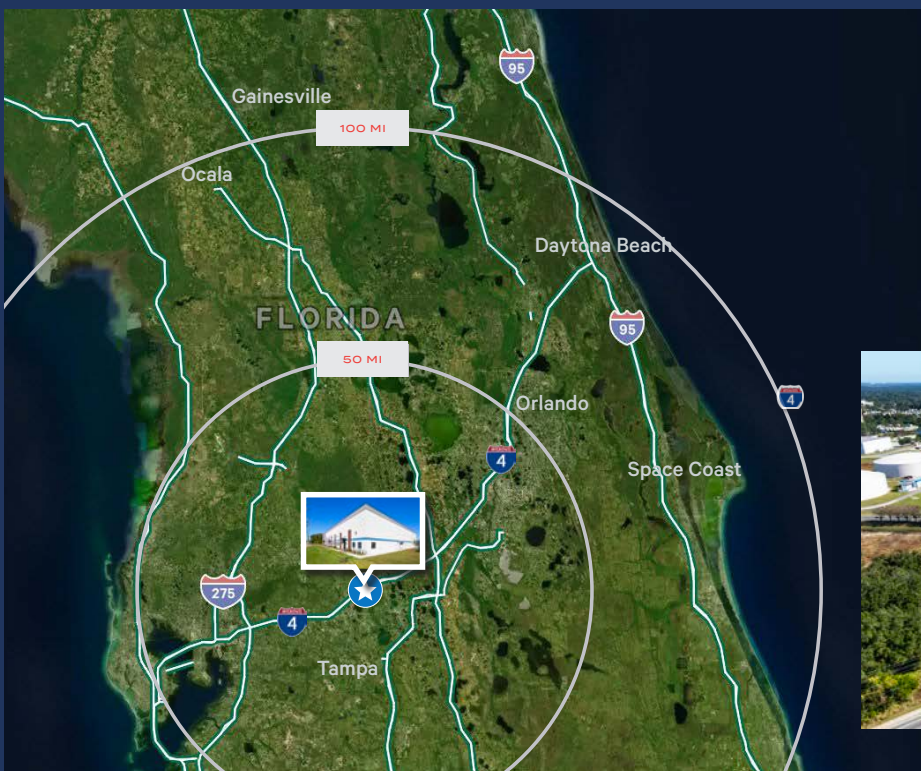 95
Gainesville
100 MI
Ocala
Daytona Beach
FLORIDA
95
50 MI
4
Orlando
4
Space Coast
275
4
Tampa